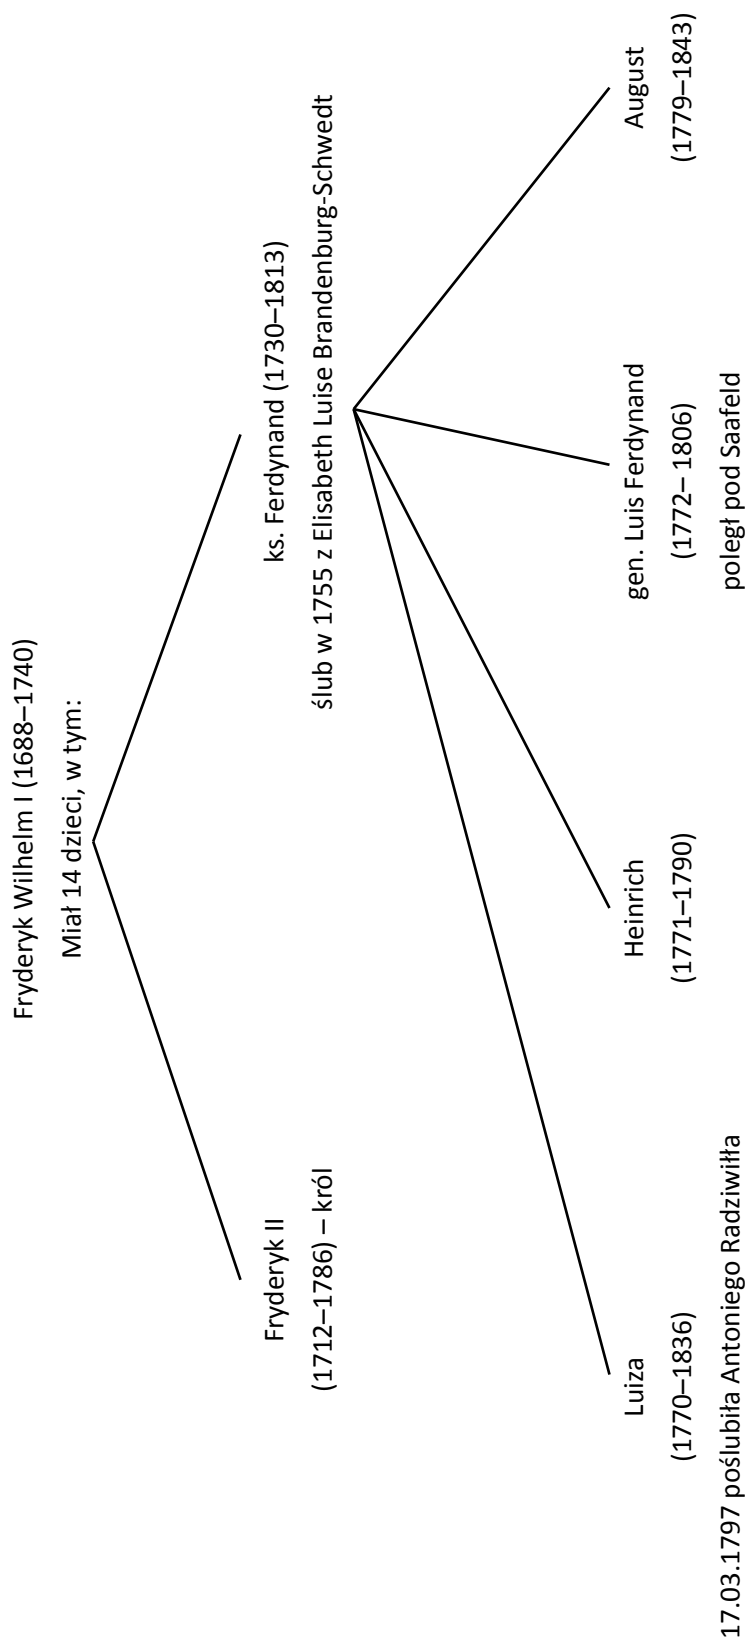 Fryderyk Wilhelm I (1688–1740)
Miał 14 dzieci, w tym:
Fryderyk II
(1712–1786) – król
ks. Ferdynand (1730–1813)
ślub w 1755 z Elisabeth Luise Brandenburg-Schwedt
Luiza
(1770–1836)
17.03.1797 poślubiła Antoniego Radziwiłła
Heinrich
(1771–1790)
gen. Luis Ferdynand
(1772– 1806)
poległ pod Saafeld
August
(1779–1843)